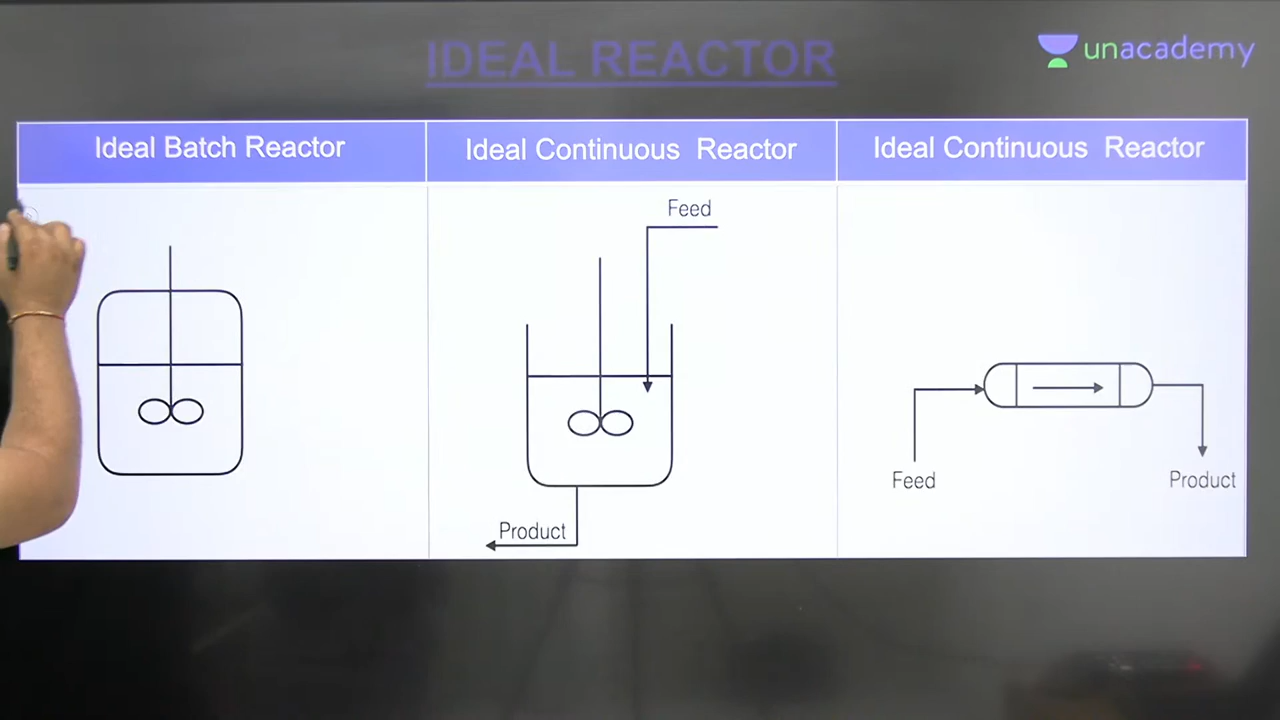 IDEAL REACTOR
unacademy
Ideal Batch Reactor
Ideal Continuous Reactor
Ideal Continuous Reactor
Feed
Product
Feed
Product